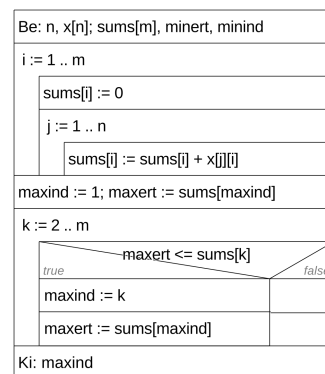 Be: n, x[n]; sums[m], minert, minind
i := 1 .. m
sums[i] := 0
j := 1 .. n
sums[i] := sums[i] + x[j][i]
maxind := 1; maxert := sums[maxind]
k := 2 .. m
maxert <= sums[k]
true false
maxind := k
maxert := sums[maxind]
Ki: maxind